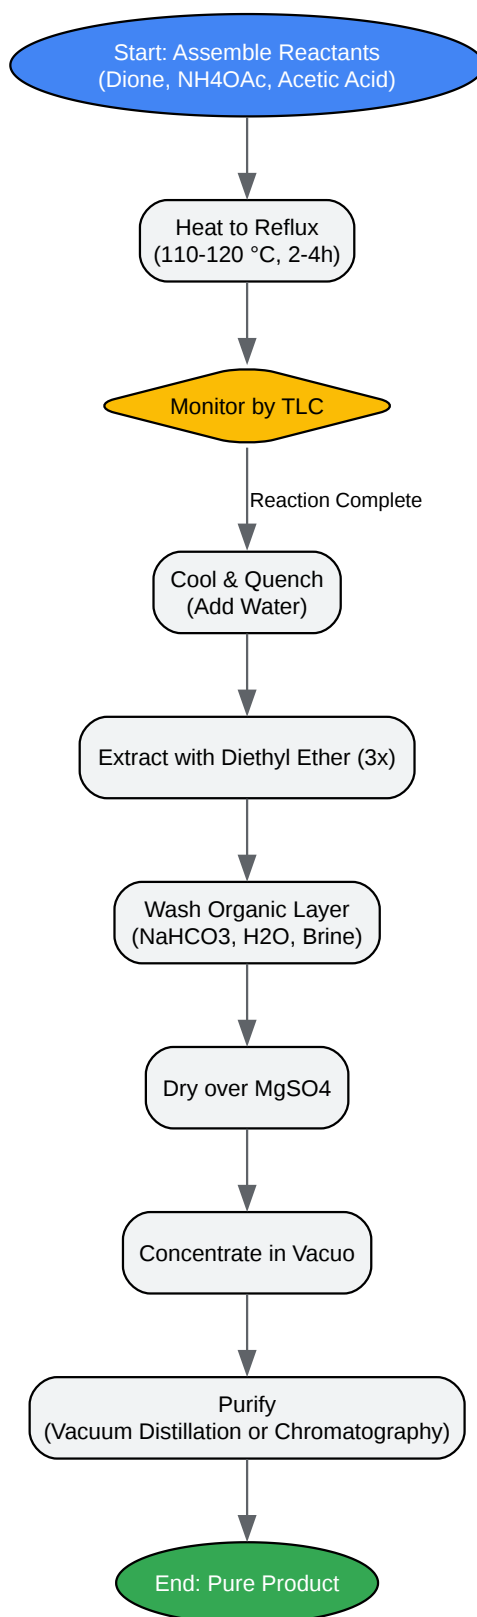 Start: Assemble Reactants
(Dione, NH4OAc, Acetic Acid)
Heat to Reflux
(110-120 °C, 2-4h)
Monitor by TLC
Reaction Complete
Cool & Quench
(Add Water)
Extract with Diethyl Ether (3x)
Wash Organic Layer
(NaHCO3, H2O, Brine)
Dry over MgSO4
Concentrate in Vacuo
Purify
(Vacuum Distillation or Chromatography)
End: Pure Product